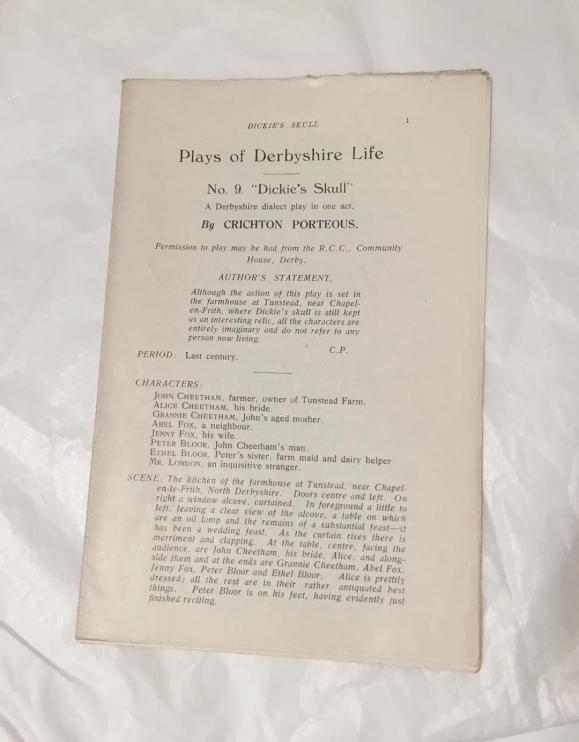 DICKIE'S SKULL 1
Plays of Derbyshire Life
No. 9. "Dickie's Skull"
A Derbyshire dialect play in one act.
By CRICHTON PORTEOUS.
Permission to play may be had from the R.C.C., Community
House, Derby.
AUTHOR'S STATEMENT.
Although the action of this play is set in
the farmhouse at Tunstead, near Chapel-
en-Frith, where Dickie's skull is still kept
as an interesting relic, all the characters are
entirely imaginary and do not refer to any
person now living.
C.P.
PERIOD: Last century.
CHARACTERS:
JOHN CHEETHAM, farmer, owner of Tunstead Farm.
ALICE CHEETHAM, his bride.
GRANNIE CHEETHAM, John's aged mother.
ABEL FOX, a neighbour.
JENNY FOX, his wife.
PETER BLOOR, John Cheetham's man.
ETHEL BLOOR, Peter's sister, farm maid and dairy helper.
MR. LONDON, an inquisitive stranger.
SCENE: The kitchen of the farmhouse at Tunstead, near Chapel-
en-le-Frith, North Derbyshire. Doors centre and left. On
right a window alcove, curtained. In foreground a little to
left, leaving a clear view of the alcove, a table on which
are an oil lamp and the remains of a substantial feast—it
has been a wedding feast. As the curtain rises there is
merriment and clapping. At the table, centre, facing the
audience, are John Cheetham, his bride, Alice, and along-
side them and at the ends are Grannie Cheetham, Abel Fox,
Jenny Fox, Peter Bloor and Ethel Bloor. Alice is prettily
dressed; all the rest are in their rather antiquated best
things. Peter Bloor is on his feet, having evidently just
finished reciting.